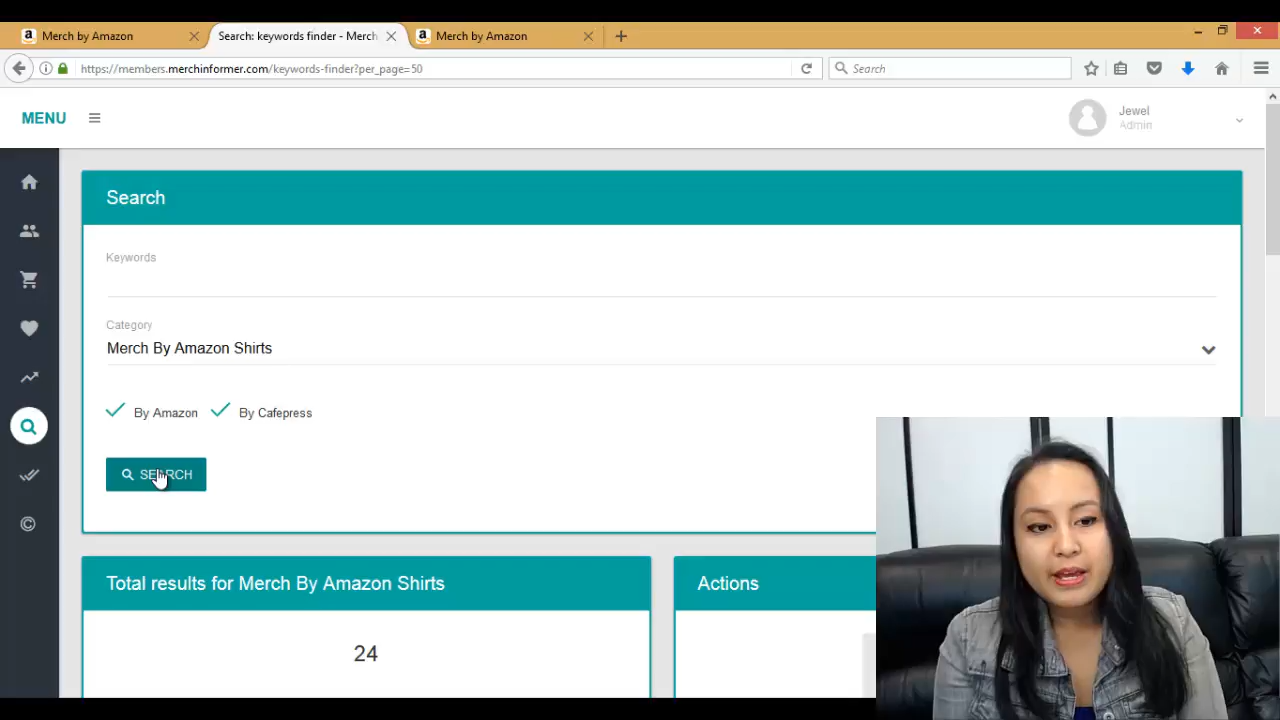 Merch by Amazon
Search: keywords finder - Merch
Merch by Amazon
https://members.merchinformer.com/keywords-finder?per_page=50
Search
MENU
Jewel
Admin
Search
Keywords
Category
Merch By Amazon Shirts
By Amazon
By Cafepress
SEARCH
Total results for Merch By Amazon Shirts
Actions
24